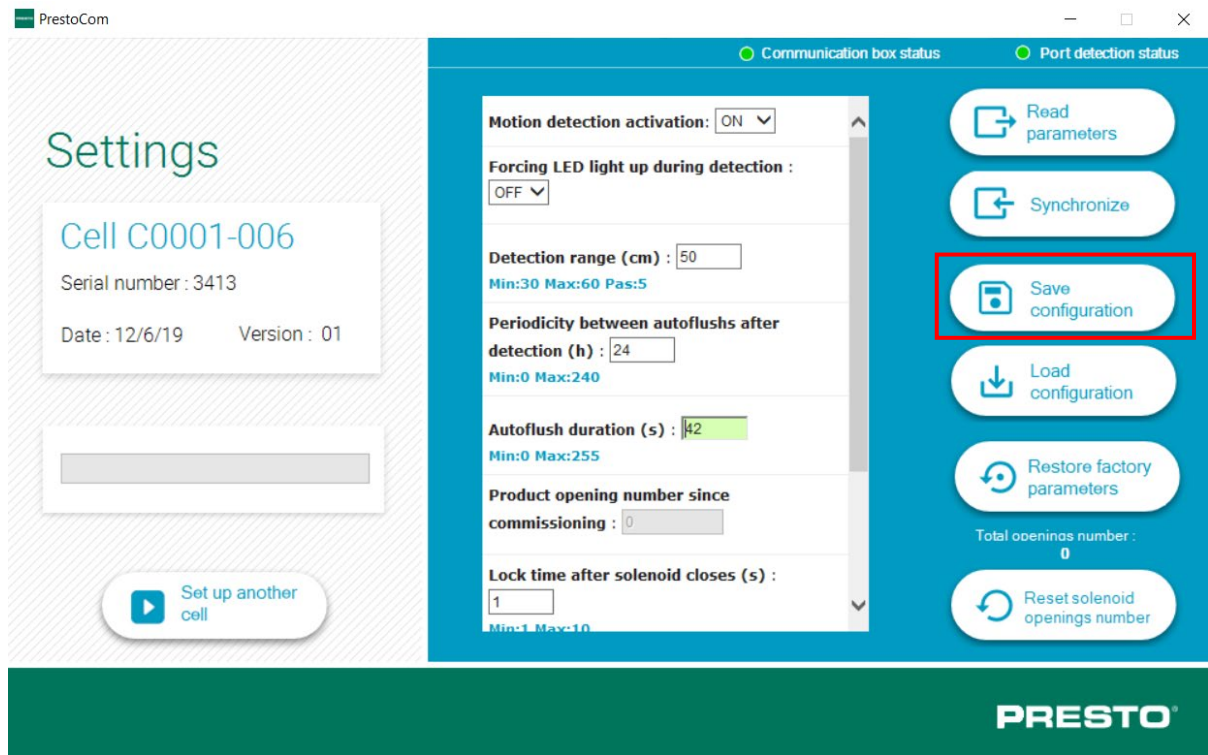 PrestoCom
Communication box status
Port detection status
Settings
Cell C0001-006
Serial number : 3413
Date : 12/6/19 Version : 01
Set up another
cell
Motion detection activation: ON
Forcing LED light up during detection :
OFF
Detection range (cm) : 50
Min:30 Max:60 Pas:5
Periodicity between autoflushs after
detection (h) : 24
Min:0 Max:240
Autoflush duration (s) : 42
Min:0 Max:255
Product opening number since
commissioning : 0
Lock time after solenoid closes (s) :
1
Min:1 Max:10
Read
parameters
Synchronize
Save
configuration
Load
configuration
Restore factory
parameters
Total openings number :
0
Reset solenoid
openings number
PRESTO